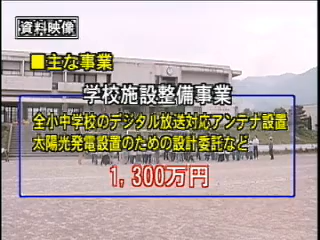 資料映像
■主な事業
学校施設整備事業
全小中学校のデジタル放送対応アンテナ設置
太陽光発電設置のための設計委託など
1,300万円